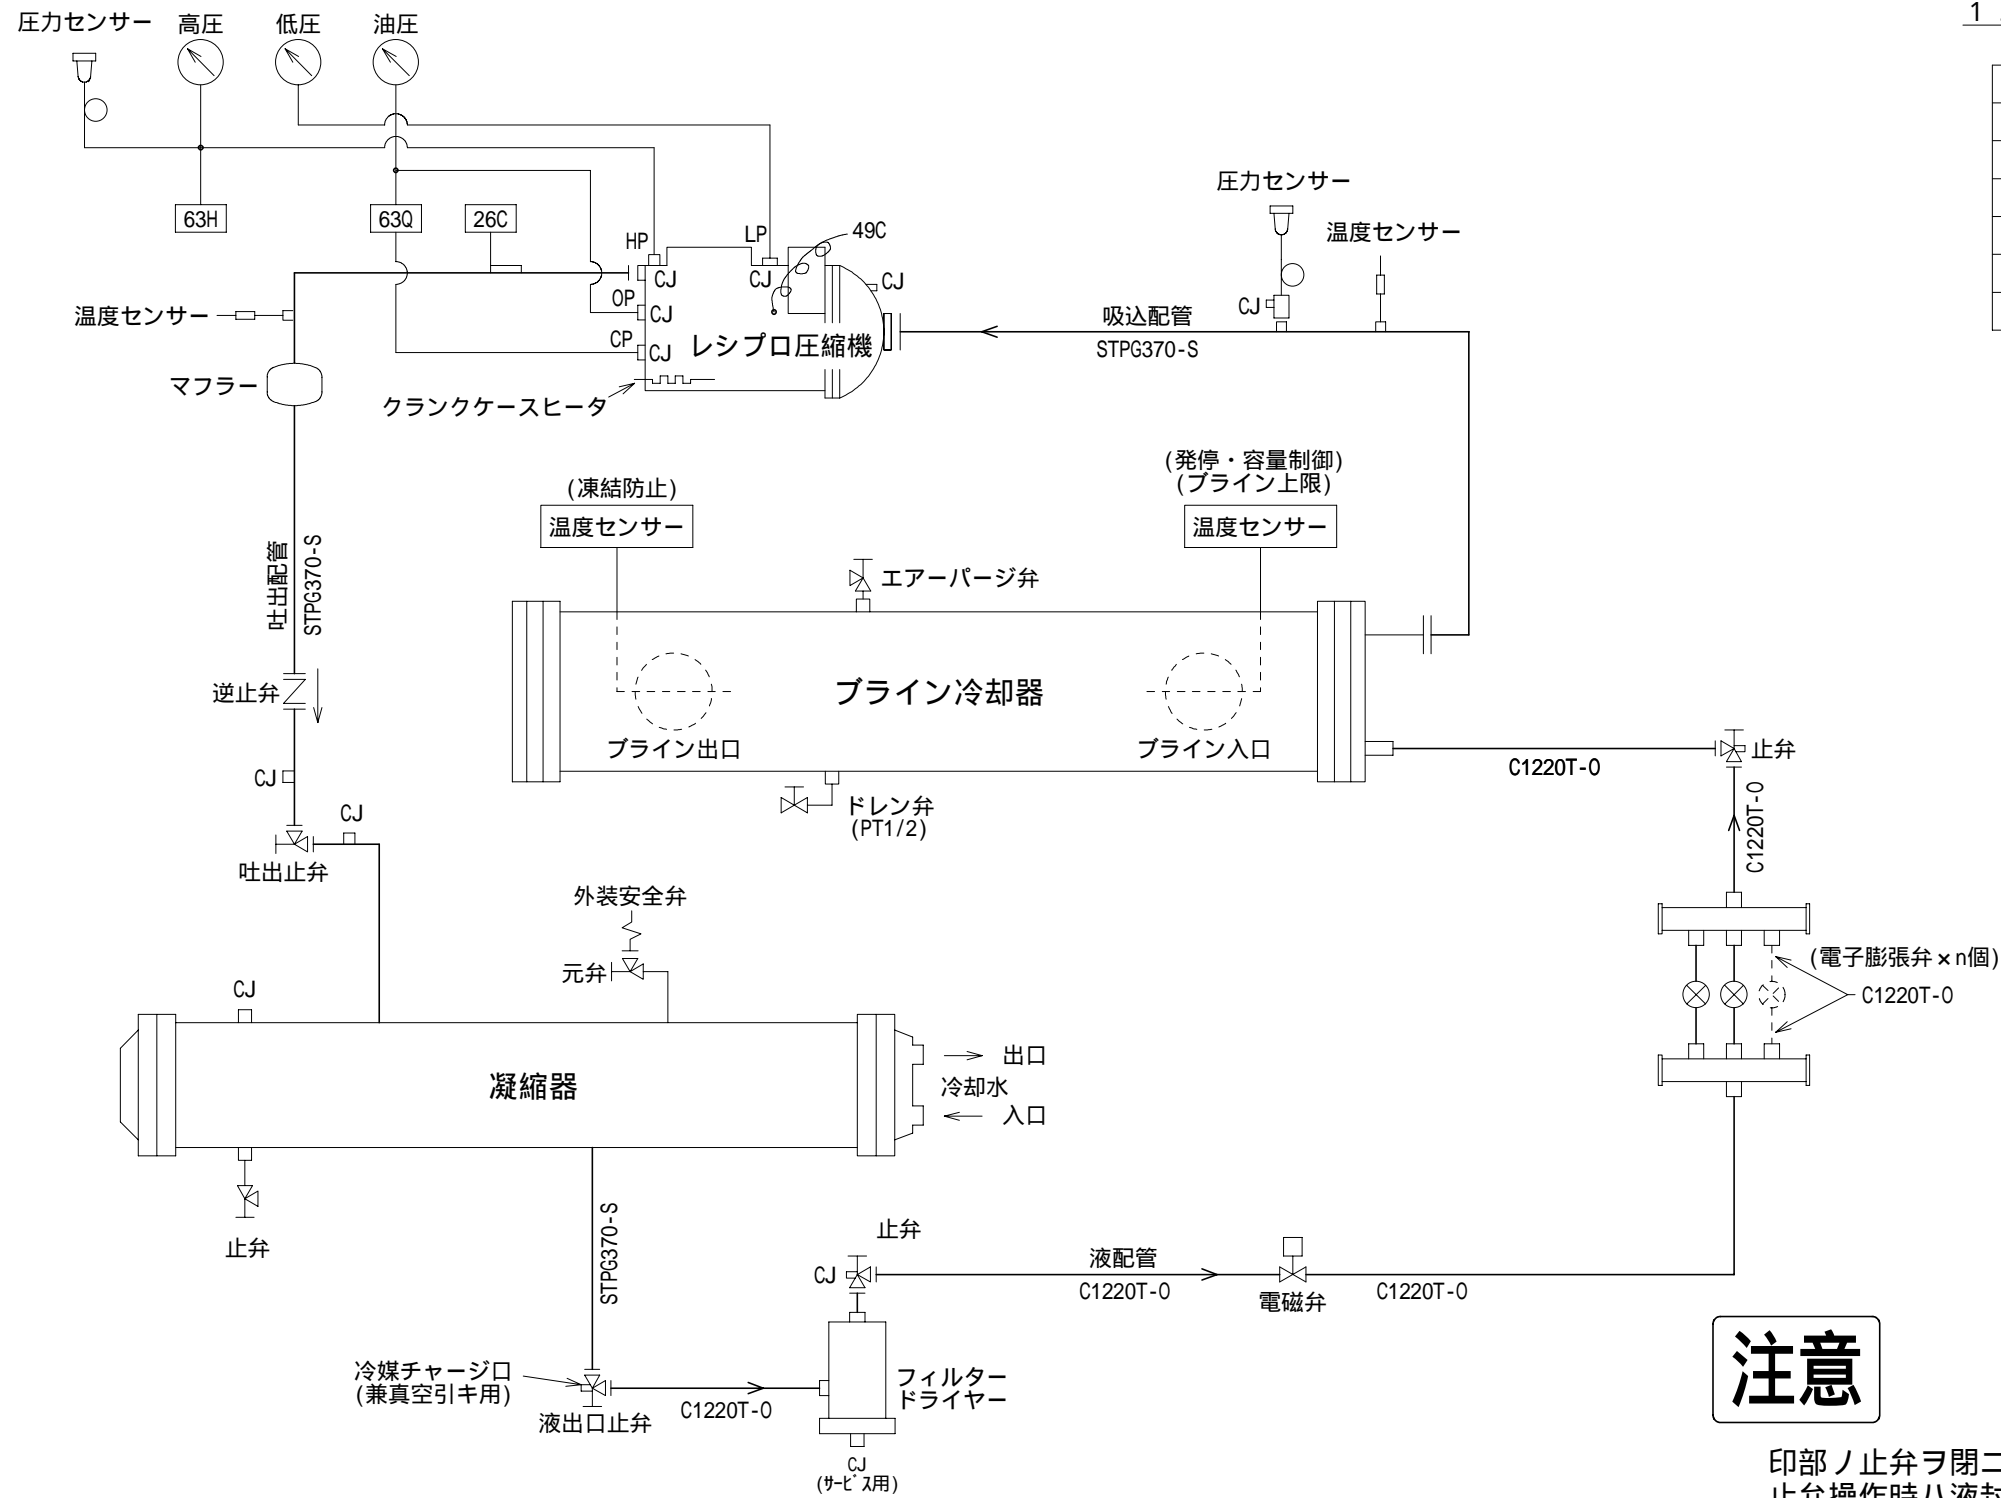 圧力センサー
高圧
低圧
油圧
1
63H
63Q
26C
HP
LP
49C
CJ
CJ
CJ
OP
CJ
CP
CJ
レシプロ圧縮機
クランクケースヒータ
温度センサー
マフラー
圧力センサー
温度センサー
CJ
吸込配管
STPG370-S
(凍結防止)
温度センサー
(発停・容量制御)
(ブライン上限)
温度センサー
吐出配管
STPG370-S
エアーパージ弁
ブライン冷却器
ブライン出口
ブライン入口
逆止弁
CJ
CJ
吐出止弁
ドレン弁
(PT1/2)
C1220T-O
止弁
C1220T-O
外装安全弁
元弁
(電子膨張弁×n個)
C1220T-O
CJ
凝縮器
出口
冷却水
入口
止弁
STPG370-S
止弁
CJ
液配管
C1220T-O
電磁弁
C1220T-O
冷媒チャージ口
(兼真空引キ用)
液出口止弁
C1220T-O
フィルター
ドライヤー
CJ
(ｻｰﾋﾞｽ用)
注意
印部ノ止弁ヲ閉ニ
止弁操作時ハ液封